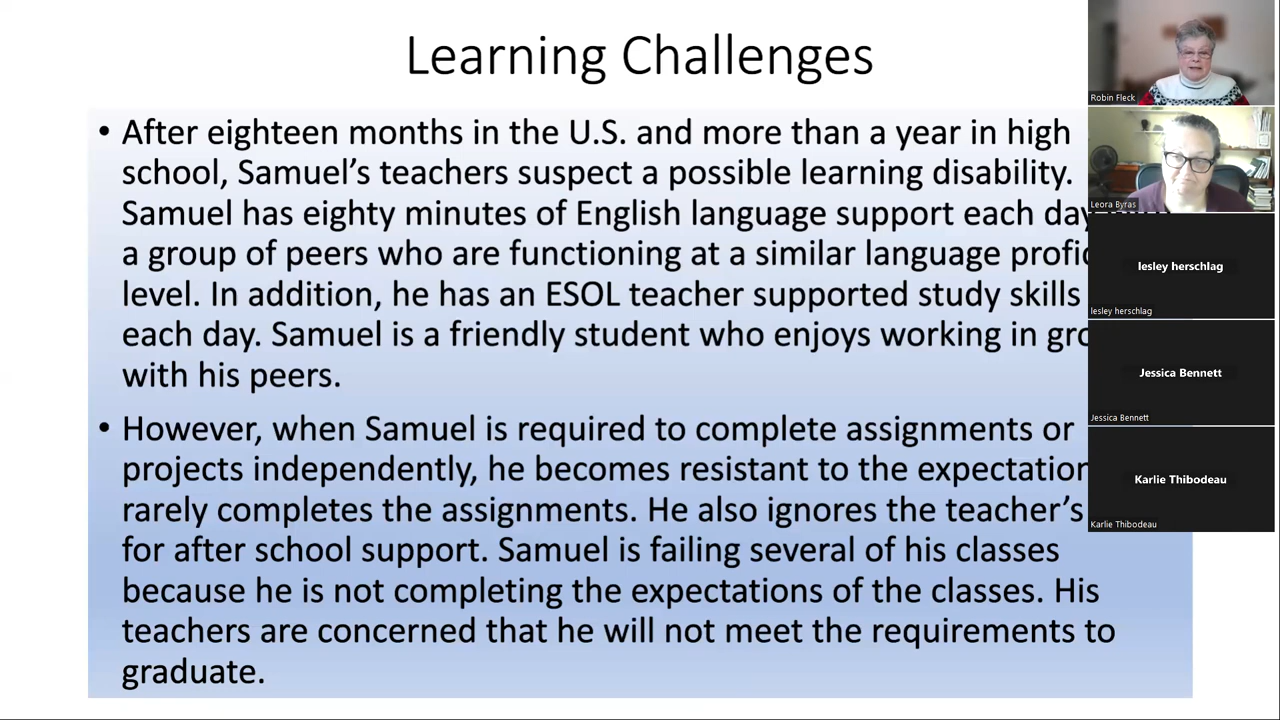 Learning Challenges
• After eighteen months in the U.S. and more than a year in high
school, Samuel’s teachers suspect a possible learning disability.
Samuel has eighty minutes of English language support each day
a group of peers who are functioning at a similar language
level. In addition, he has an ESOL teacher supported study skills
each day. Samuel is a friendly student who enjoys working in
with his peers.
• However, when Samuel is required to complete assignments or
projects independently, he becomes resistant to the
rarely completes the assignments. He also ignores the teacher’s
for after school support. Samuel is failing several of his classes
because he is not completing the expectations of the classes. His
teachers are concerned that he will not meet the requirements to
graduate.
Robin Fleck
Leora Byras
lesley herschlag
lesley herschlag
Jessica Bennett
Jessica Bennett
Karlie Thibodeau
Karlie Thibodeau